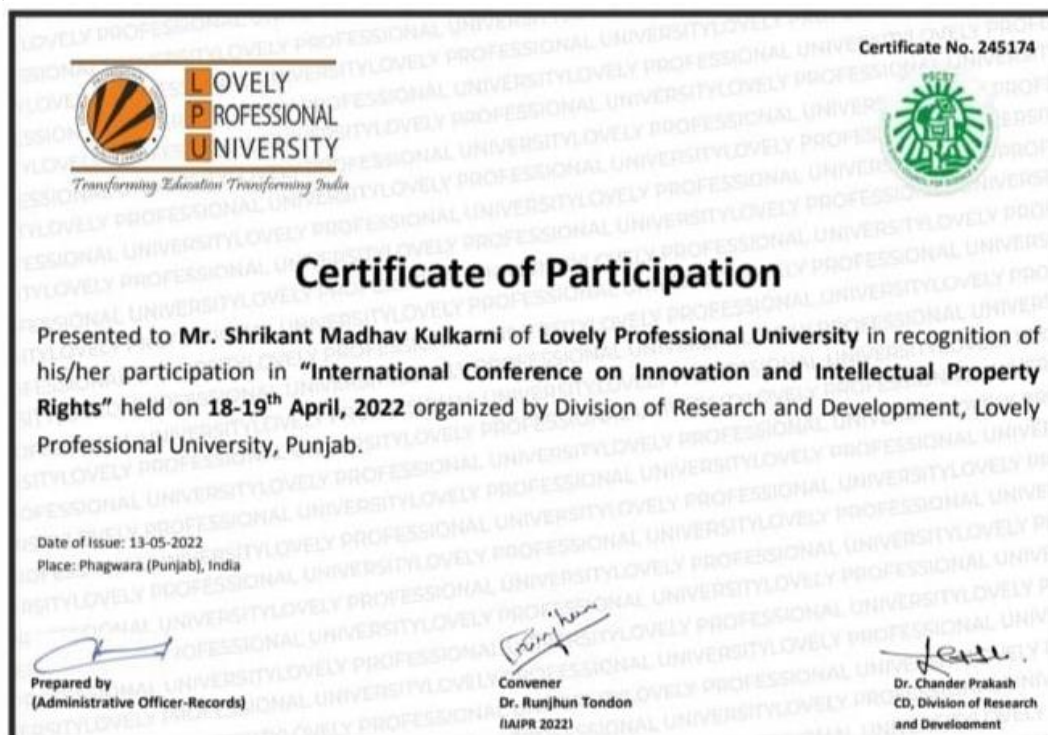 Certificate No. 245174
LOVELY
PROFESSIONAL
UNIVERSITY
Transforming Education Transforming India
PSCST
Certificate of Participation
Presented to Mr. Shrikant Madhav Kulkarni of Lovely Professional University in recognition of
his/her participation in “International Conference on Innovation and Intellectual Property
Rights” held on 18-19th April, 2022 organized by Division of Research and Development, Lovely
Professional University, Punjab.
Date of Issue: 11-05-2022
Place: Phagwara (Punjab), India
Prepared by
(Administrative Officer-Records)
Convener
Dr. Runjhun Tondon
(IAIPR 2022)
Dr. Chander Prakash
CD, Division of Research
and Development